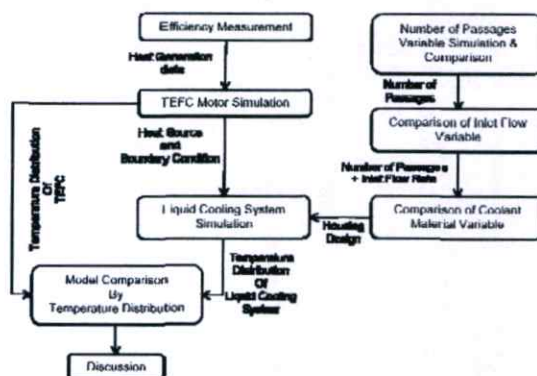 Efficiency Measurement
Heat Generation
data
TEFC Motor Simulation
Heat Source
and
Boundary Condition
Temperature Distribution
Of
TEFC
Liquid Cooling System
Simulation
Temperature
Distribution
Of
Liquid Cooling
System
Model Comparison
By
Temperature Distribution
Discussion
Number of Passages
Variable Simulation &
Comparison
Number of
Passages
Comparison of Inlet Flow
Variable
Number of Passages
+ Inlet Flow Rate
Comparison of Coolant
Material Variable
Housing
Design